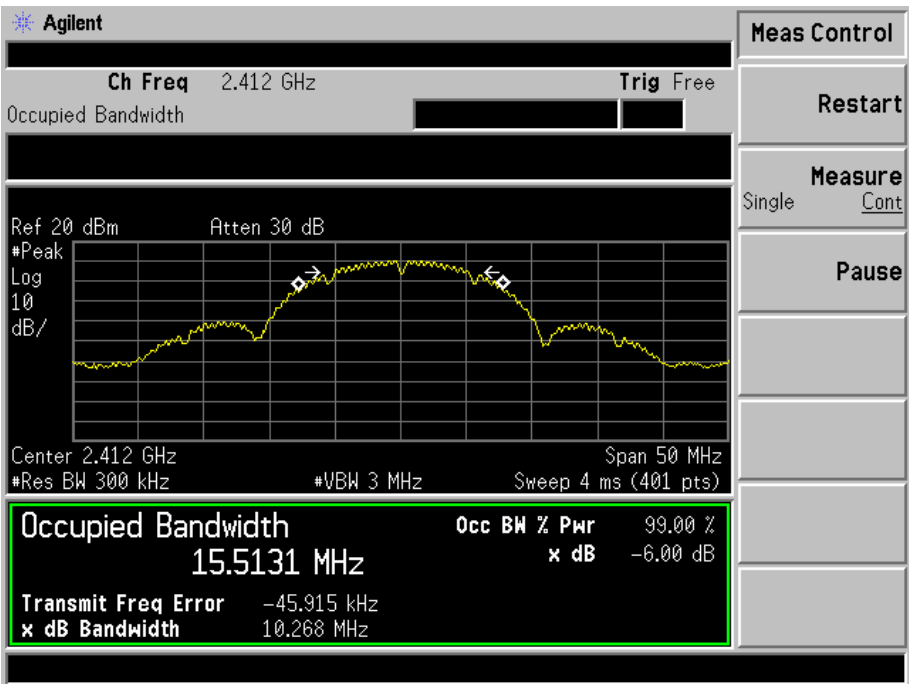 Agilent
Meas Control
Ch Freq 2.412 GHz Trig Free
Occupied Bandwidth
Restart
Measure
Single Cont
Pause
Ref 20 dBm Atten 30 dB
#Peak
Log
10
dB/
Center 2.412 GHz Span 50 MHz
#Res BW 300 kHz #VBW 3 MHz Sweep 4 ms (401 pts)
Occupied Bandwidth Occ BW % Pwr 99.00 %
15.5131 MHz x dB -6.00 dB
Transmit Freq Error -45.915 kHz
x dB Bandwidth 10.268 MHz